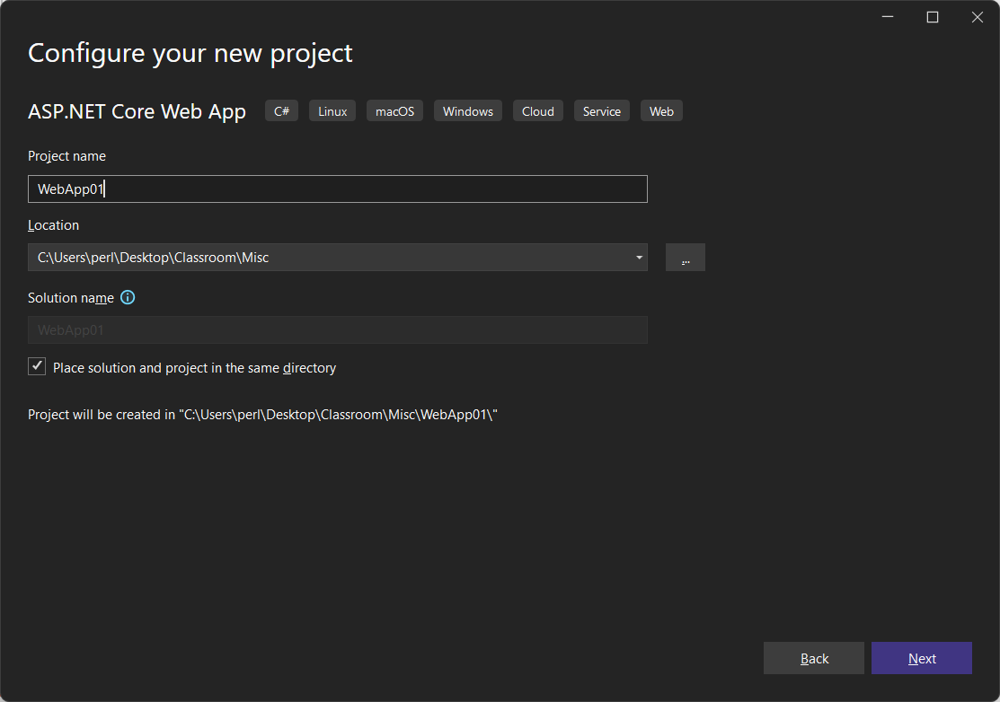 Configure your new project
ASP.NET Core Web App C# Linux macOS Windows Cloud Service Web
Project name
WebApp01
Location
C:\Users\perl\Desktop\Classroom\Misc
...
Solution name
WebApp01
Place solution and project in the same directory
Project will be created in "C:\Users\perl\Desktop\Classroom\Misc\WebApp01\"
Back Next